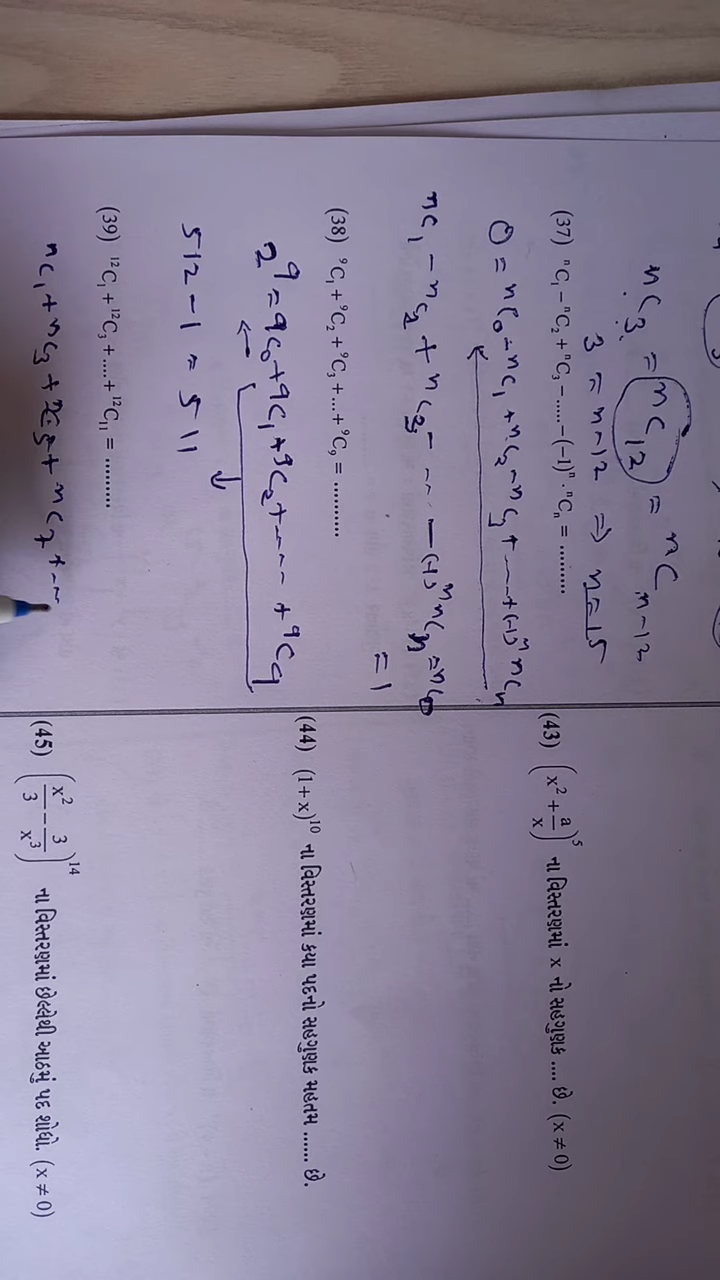 nC3 = nC12 = nC n-12
3 = n-12 ⇒ n=15
(37) ⁿC₁ – ⁿC₂ + ⁿC₃ – ..... – (–1)ⁿ · ⁿCₙ = ..........
0 = nC0 - nC1 + nC2 - nC3 + ---- + (-1)ⁿ nCn
nC1 - nC2 + nC3 - --- - (-1)ⁿ nCn = nC0
= 1
(38) ⁹C₁ + ⁹C₂ + ⁹C₃ + ... + ⁹C₉ = ...........
2⁹ = 9C0 + 9C1 + 9C2 + ---- + 9C9
512 - 1 = 511
(39) ¹²C₁ + ¹²C₃ + .... + ¹²C₁₁ = ..........
nC1 + nC3 + nC5 + nC7 + --
(43) (x² + a/x)⁵ ના વિસ્તરણમાં x નો સહગુણક .... છે. (x ≠ 0)
(44) (1 + x)¹⁰ ના વિસ્તરણમાં કયા પદનો સહગુણક મહત્તમ ....... છે.
(45) (x²/3 – 3/x³)¹⁴ ના વિસ્તરણમાં છેલ્લેથી આઠમું પદ શોધો. (x ≠ 0)